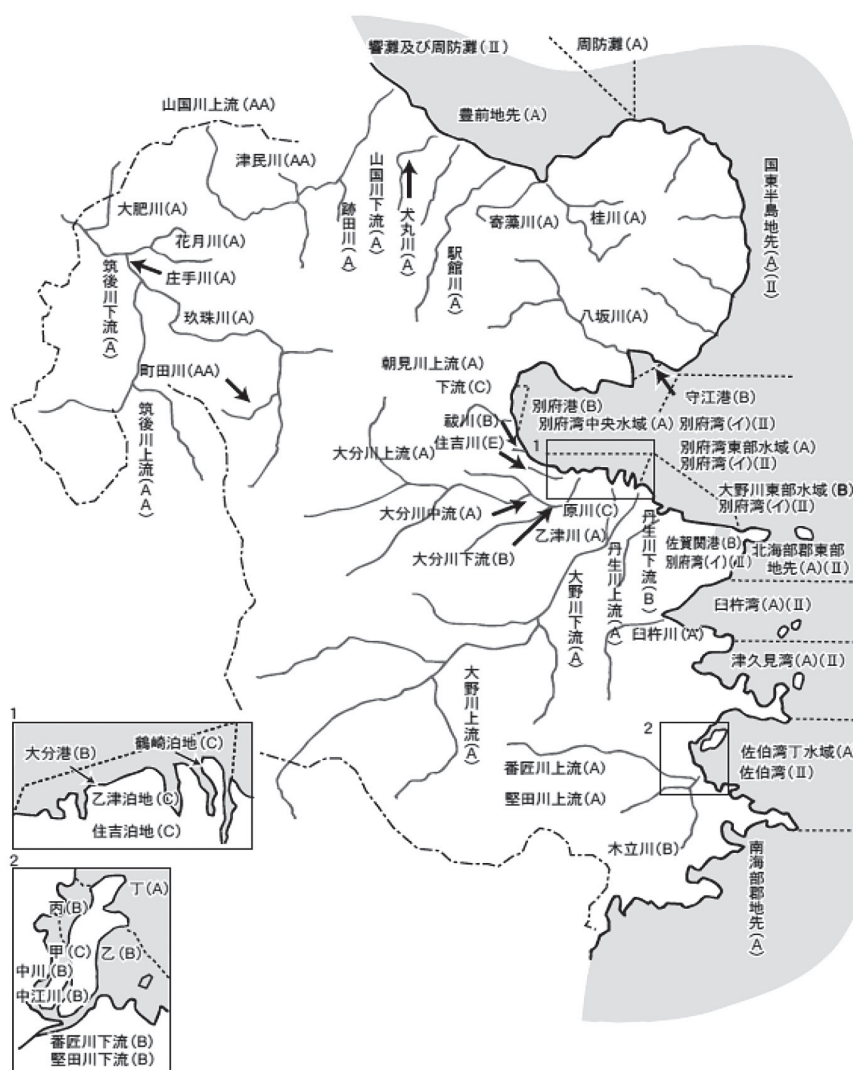 響灘及び周防灘(Ⅱ)
周防灘(A)
豊前地先(A)
国東半島地先(A)(Ⅱ)
山国川上流(AA)
津民川(AA)
山国川下流(A)
跡田川(A)
犬丸川(A)
駅館川(A)
寄藻川(A)
桂川(A)
大肥川(A)
花月川(A)
庄手川(A)
筑後川下流(A)
玖珠川(A)
八坂川(A)
町田川(AA)
筑後川上流(AA)
朝見川上流(A)
下流(C)
守江港(B)
別府港(B)
別府湾中央水域(A) 別府湾(イ)(Ⅱ)
祓川(B)
住吉川(E)
1
別府湾東部水域(A)
別府湾(イ)(Ⅱ)
大分川上流(A)
大野川東部水域(B)
別府湾(イ)(Ⅱ)
大分川中流(A)
原川(C)
乙津川(A)
大分川下流(B)
丹生川下流(B)
丹生川上流(A)
大野川下流(A)
佐賀関港(B)
別府湾(イ)(Ⅱ)
北海部郡東部
地先(A)(Ⅱ)
臼杵湾(A)(Ⅱ)
臼杵川(A)
津久見湾(A)(Ⅱ)
大野川上流(A)
2
佐伯湾丁水域(A
佐伯湾(Ⅱ)
番匠川上流(A)
堅田川上流(A)
木立川(B)
南海部郡地先(A)
1
大分港(B)
鶴崎泊地(C)
乙津泊地(C)
住吉泊地(C)
2
丁(A)
丙(B)
甲(C)
乙(B)
中川(B)
中江川(B)
番匠川下流(B)
堅田川下流(B)